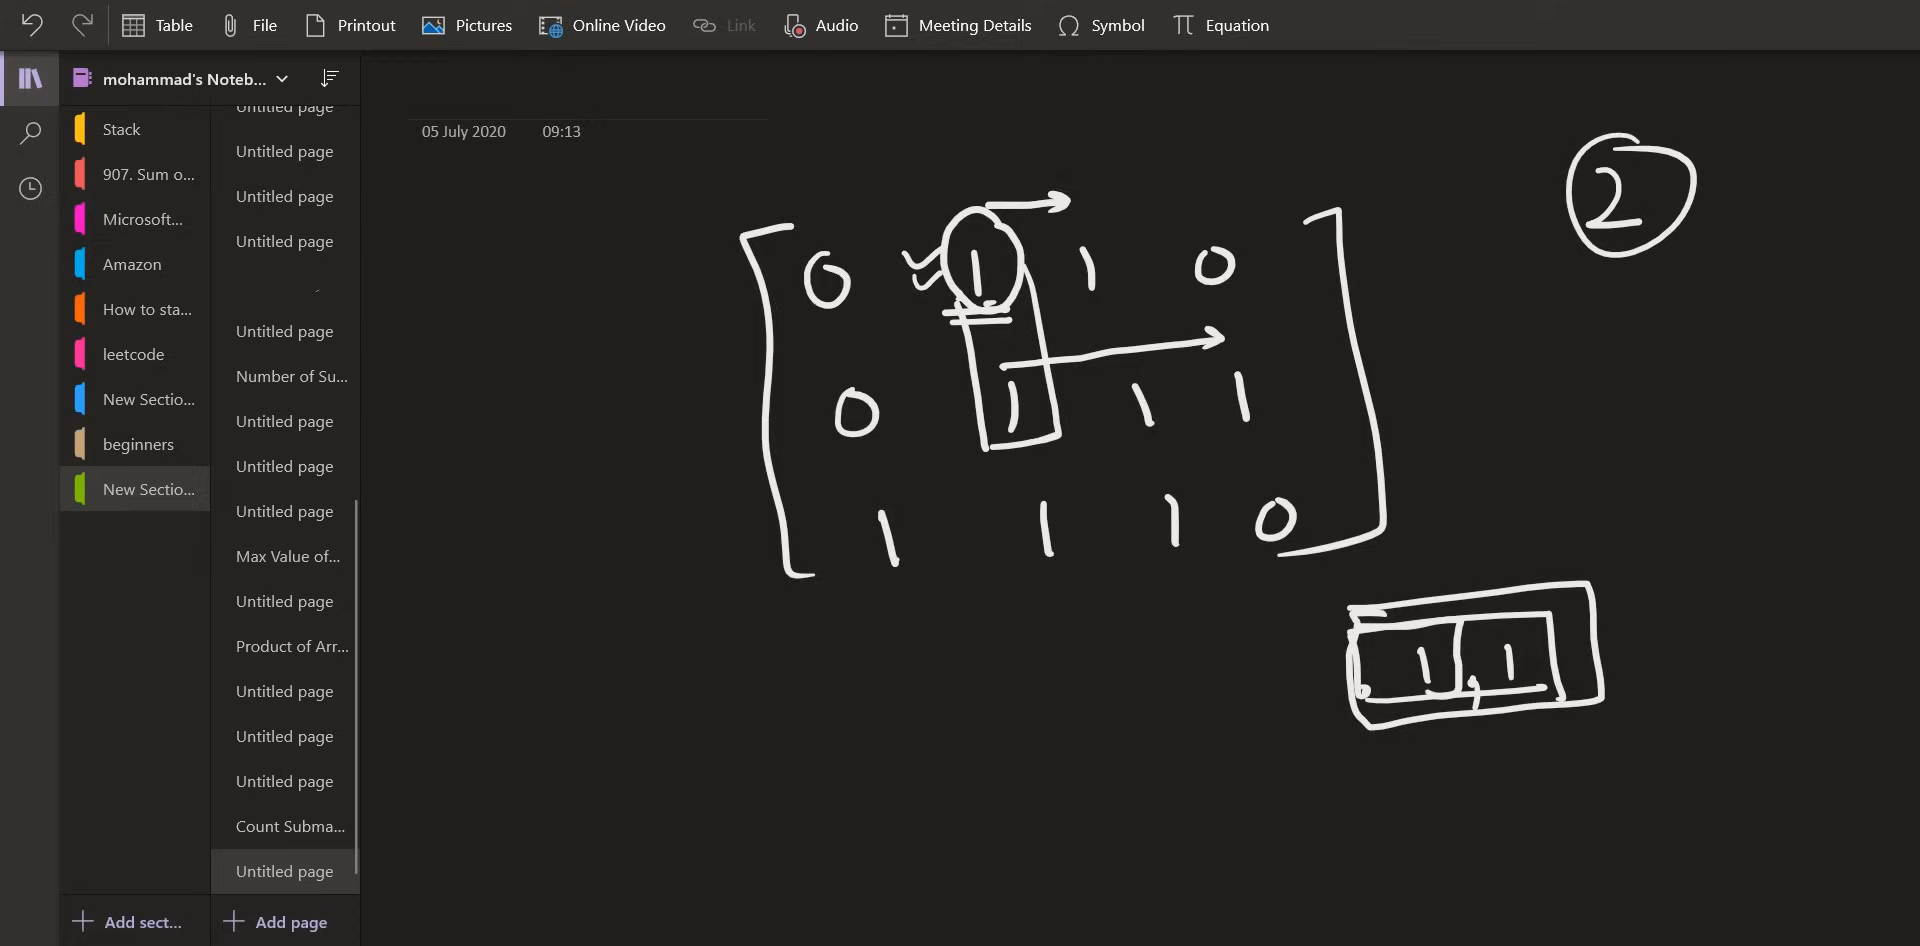 Table File Printout Pictures Online Video Link Audio Meeting Details Symbol Equation
mohammad's Noteb...
Stack
907. Sum o...
Microsoft...
Amazon
How to sta...
leetcode
New Sectio...
beginners
New Sectio...
Add sect...
Untitled page
Untitled page
Untitled page
Untitled page
Untitled page
Number of Su...
Untitled page
Untitled page
Untitled page
Max Value of...
Untitled page
Product of Arr...
Untitled page
Untitled page
Untitled page
Count Subma...
Untitled page
Add page
05 July 2020 09:13
2
0 1 1 0
0 1 1 1
1 1 1 0
1, 1